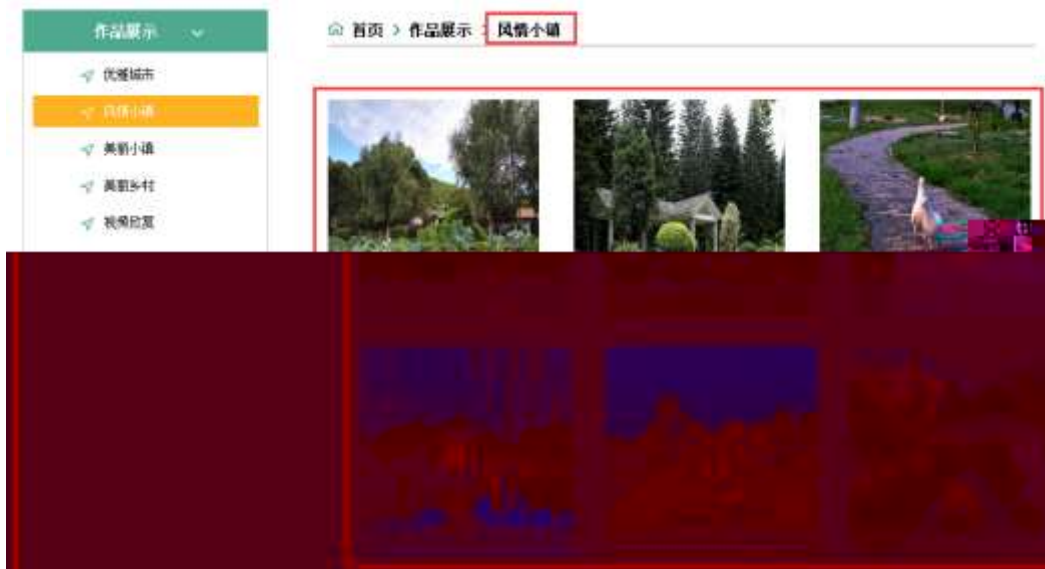 作品展示
首页 > 作品展示 > 风情小镇
优雅城市
风情小镇
美丽小镇
美丽乡村
视频欣赏